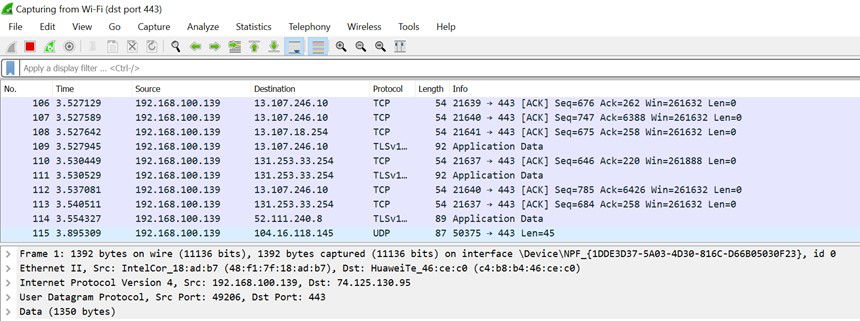 Capturing from Wi-Fi (dst port 443)
File Edit View Go Capture Analyze Statistics Telephony Wireless Tools Help
Apply a display filter ... <Ctrl-/>
No. Time Source Destination Protocol Length Info
106 3.527129 192.168.100.139 13.107.246.10 TCP 54 21639 → 443 [ACK] Seq=676 Ack=262 Win=261632 Len=0
107 3.527589 192.168.100.139 13.107.246.10 TCP 54 21640 → 443 [ACK] Seq=747 Ack=6388 Win=261632 Len=0
108 3.527642 192.168.100.139 13.107.18.254 TCP 54 21641 → 443 [ACK] Seq=675 Ack=258 Win=261632 Len=0
109 3.527945 192.168.100.139 13.107.246.10 TLSv1... 92 Application Data
110 3.530449 192.168.100.139 131.253.33.254 TCP 54 21637 → 443 [ACK] Seq=646 Ack=220 Win=261888 Len=0
111 3.530529 192.168.100.139 131.253.33.254 TLSv1... 92 Application Data
112 3.537081 192.168.100.139 13.107.246.10 TCP 54 21640 → 443 [ACK] Seq=785 Ack=6426 Win=261632 Len=0
113 3.540511 192.168.100.139 131.253.33.254 TCP 54 21637 → 443 [ACK] Seq=684 Ack=258 Win=261632 Len=0
114 3.554327 192.168.100.139 52.111.240.8 TLSv1... 89 Application Data
115 3.895309 192.168.100.139 104.16.118.145 UDP 87 50375 → 443 Len=45
Frame 1: 1392 bytes on wire (11136 bits), 1392 bytes captured (11136 bits) on interface \Device\NPF_{1DDE3D37-5A03-4D30-816C-D66B05030F23}, id 0
Ethernet II, Src: IntelCor_18:ad:b7 (48:f1:7f:18:ad:b7), Dst: HuaweiTe_46:ce:c0 (c4:b8:b4:46:ce:c0)
Internet Protocol Version 4, Src: 192.168.100.139, Dst: 74.125.130.95
User Datagram Protocol, Src Port: 49206, Dst Port: 443
Data (1350 bytes)